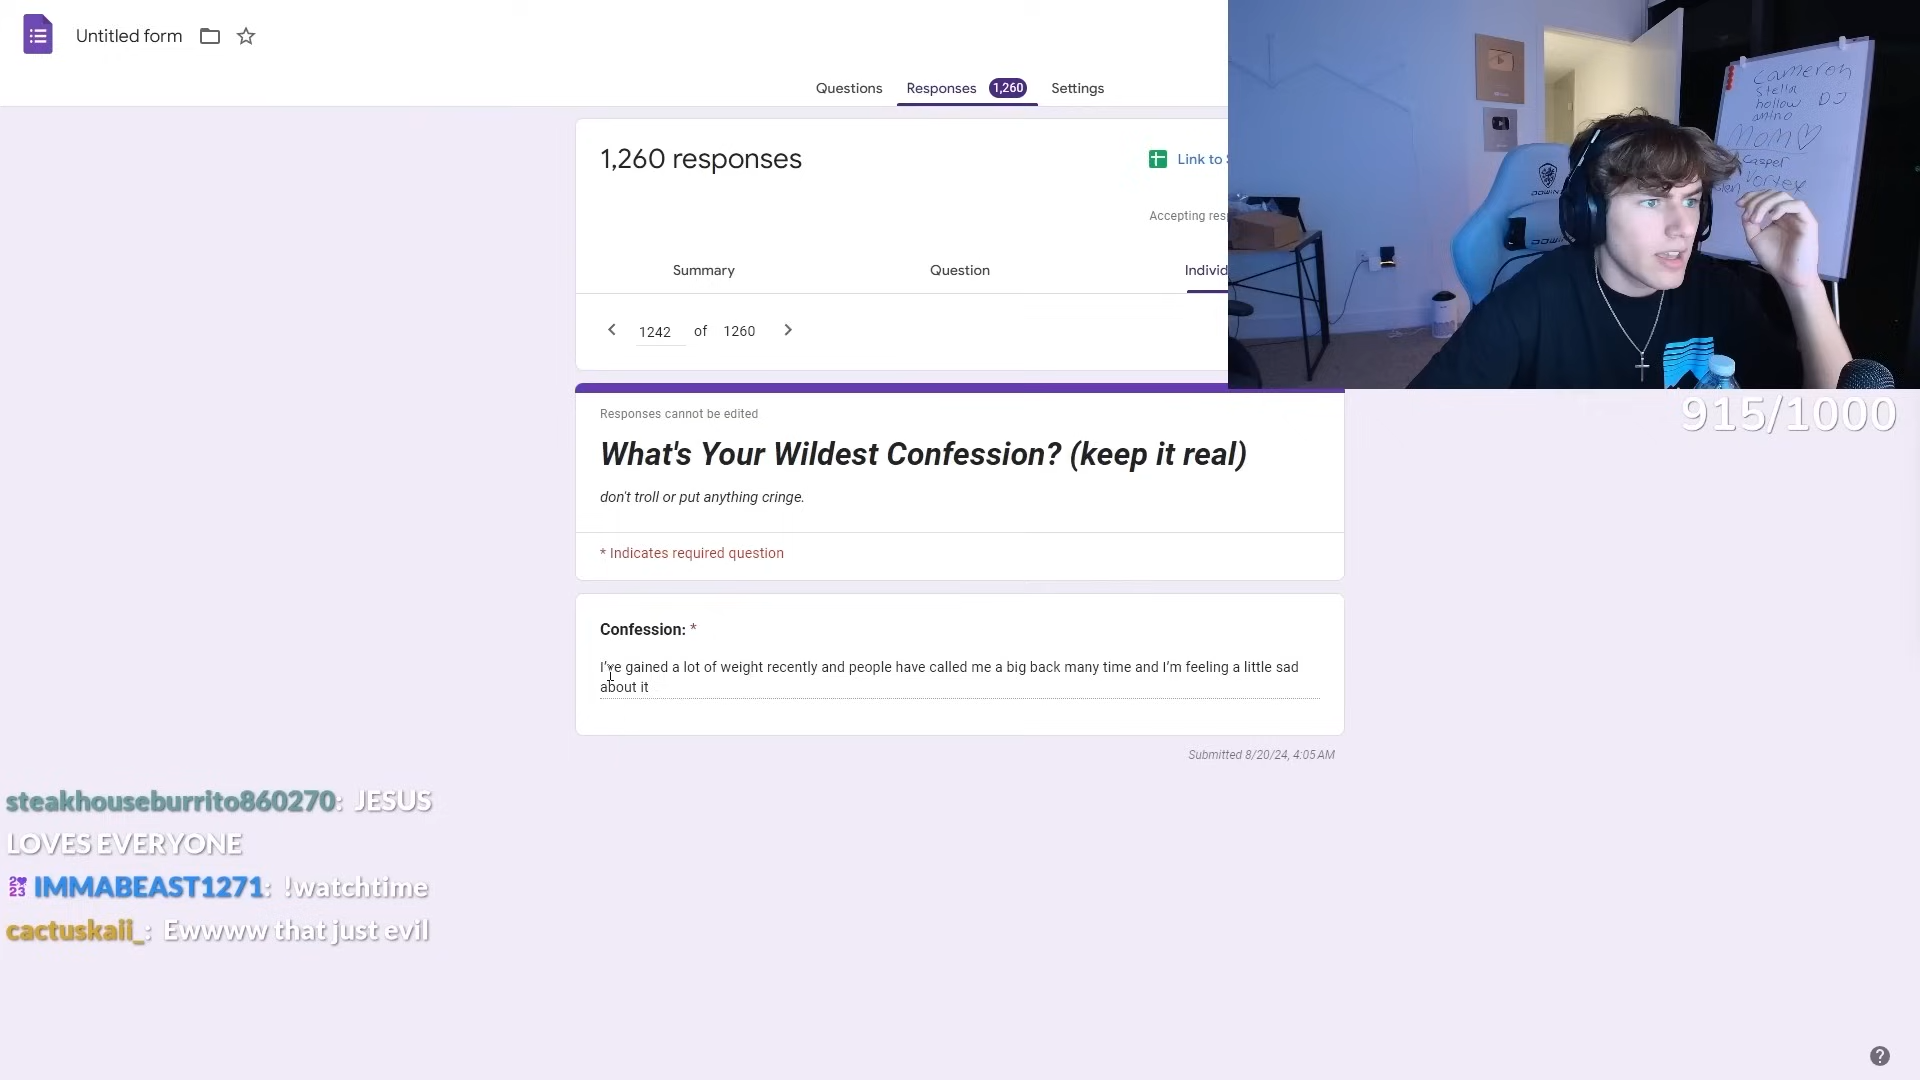 Untitled form
Questions
Responses 1,260
Settings
1,260 responses
Link to
Accepting res
Summary
Question
Individ
1242 of 1260
Responses cannot be edited
What's Your Wildest Confession? (keep it real)
don't troll or put anything cringe.
* Indicates required question
Confession: *
I've gained a lot of weight recently and people have called me a big back many time and I'm feeling a little sad
about it
Submitted 8/20/24, 4:05 AM
cameron
stella
hollow DJ
amino
MOM♡
Casper
Vortex
915/1000
steakhouseburrito860270: JESUS
LOVES EVERYONE
IMMABEAST1271: !watchtime
cactuskaii_: Ewwww that just evil